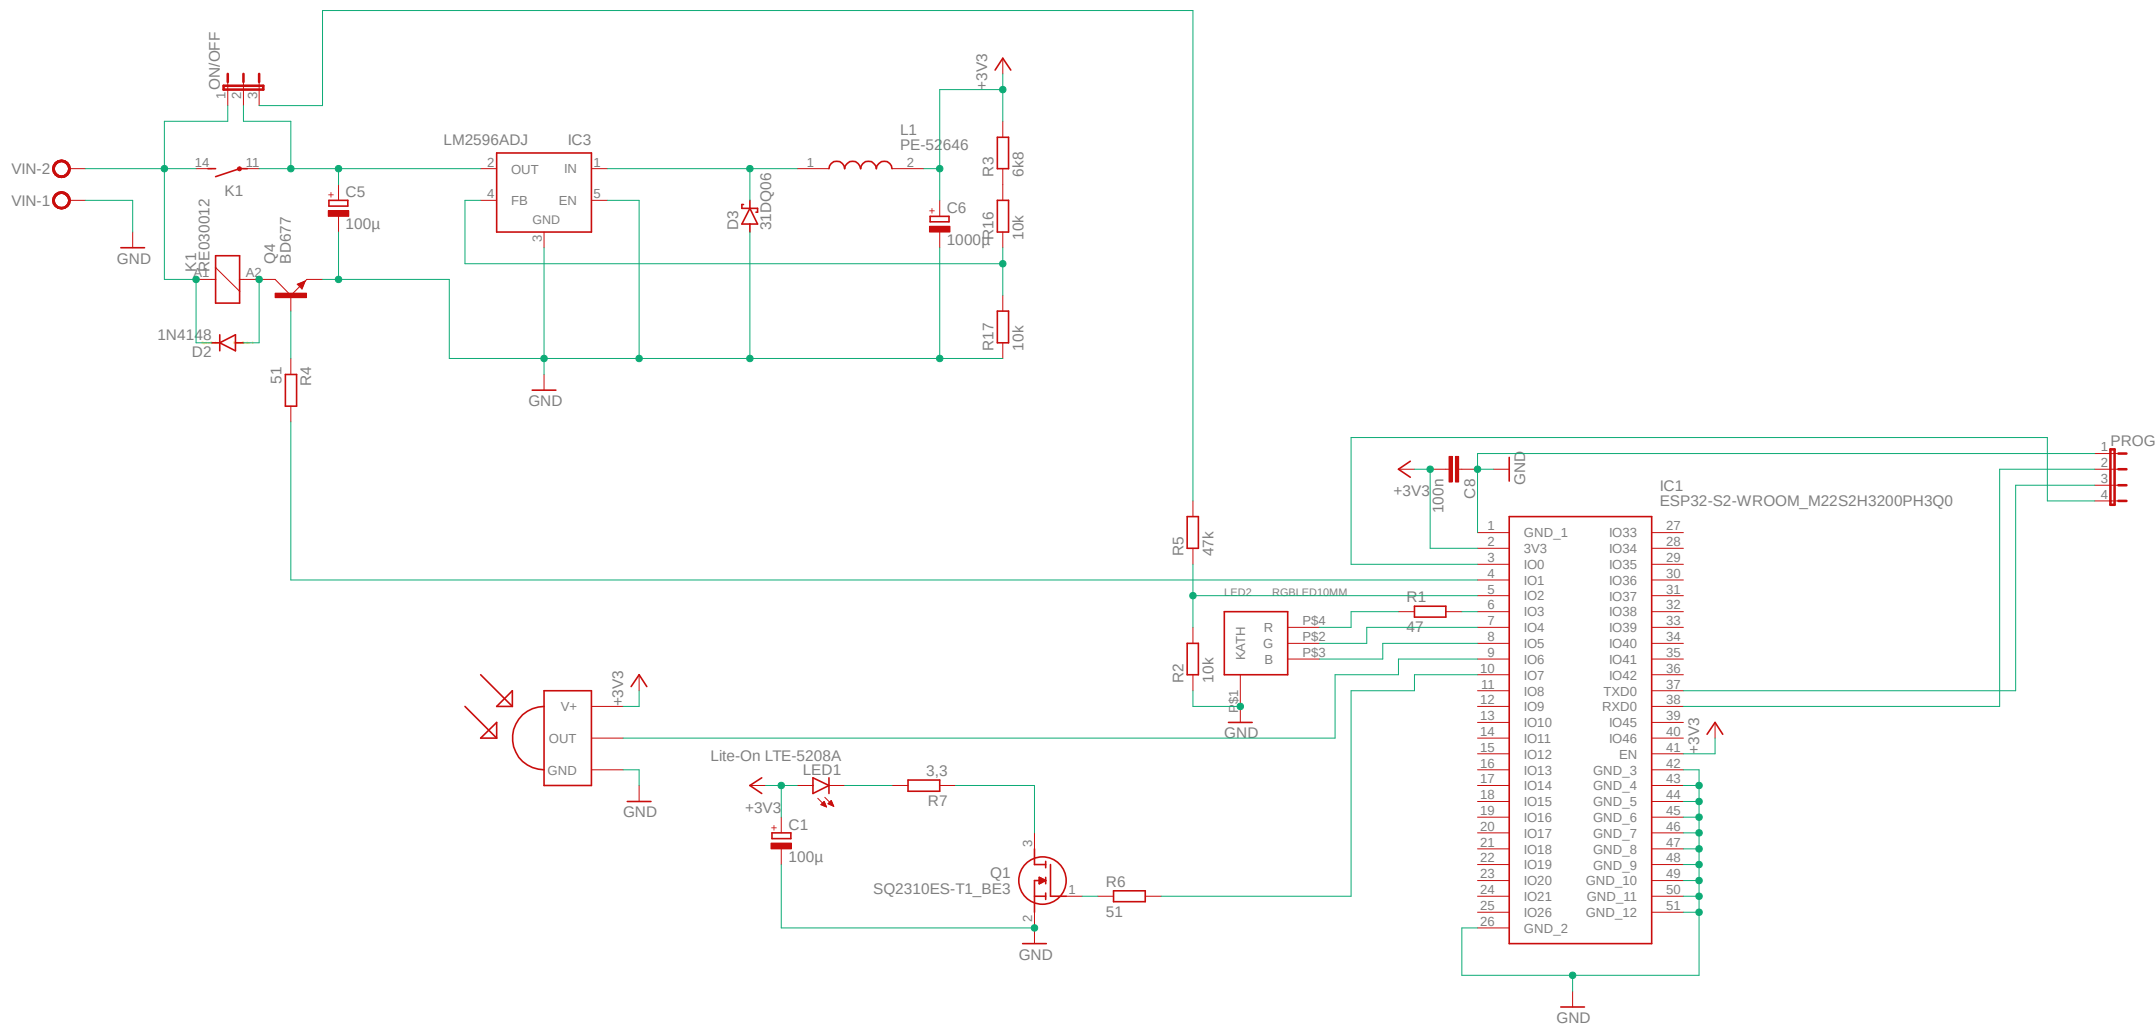 ON/OFF
1
2
3
VIN-2
VIN-1
GND
14
11
K1
C5
100µ
K1
RE030012
A1
A2
Q4
BD677
1N4148
D2
51
R4
LM2596ADJ
IC3
2
OUT
IN
1
4
FB
EN
5
GND
3
GND
D3
31DQ06
L1
PE-52646
1
2
+3V3
R3
6k8
C6
1000µ
R16
10k
R17
10k
R5
47k
R2
10k
LED2
RGBLED10MM
KATH
R
G
B
P$4
P$2
P$3
P$1
GND
R1
47
V+
OUT
GND
+3V3
GND
Lite-On LTE-5208A
LED1
+3V3
C1
100µ
3,3
R7
Q1
SQ2310ES-T1_BE3
3
1
2
GND
R6
51
+3V3
100n
C8
GND
PROG
1
2
3
4
IC1
ESP32-S2-WROOM_M22S2H3200PH3Q0
1 GND_1 IO33 27
2 3V3 IO34 28
3 IO0 IO35 29
4 IO1 IO36 30
5 IO2 IO37 31
6 IO3 IO38 32
7 IO4 IO39 33
8 IO5 IO40 34
9 IO6 IO41 35
10 IO7 IO42 36
11 IO8 TXD0 37
12 IO9 RXD0 38
13 IO10 IO45 39
14 IO11 IO46 40
15 IO12 EN 41
16 IO13 GND_3 42
17 IO14 GND_4 43
18 IO15 GND_5 44
19 IO16 GND_6 45
20 IO17 GND_7 46
21 IO18 GND_8 47
22 IO19 GND_9 48
23 IO20 GND_10 49
24 IO21 GND_11 50
25 IO26 GND_12 51
26 GND_2
+3V3
GND